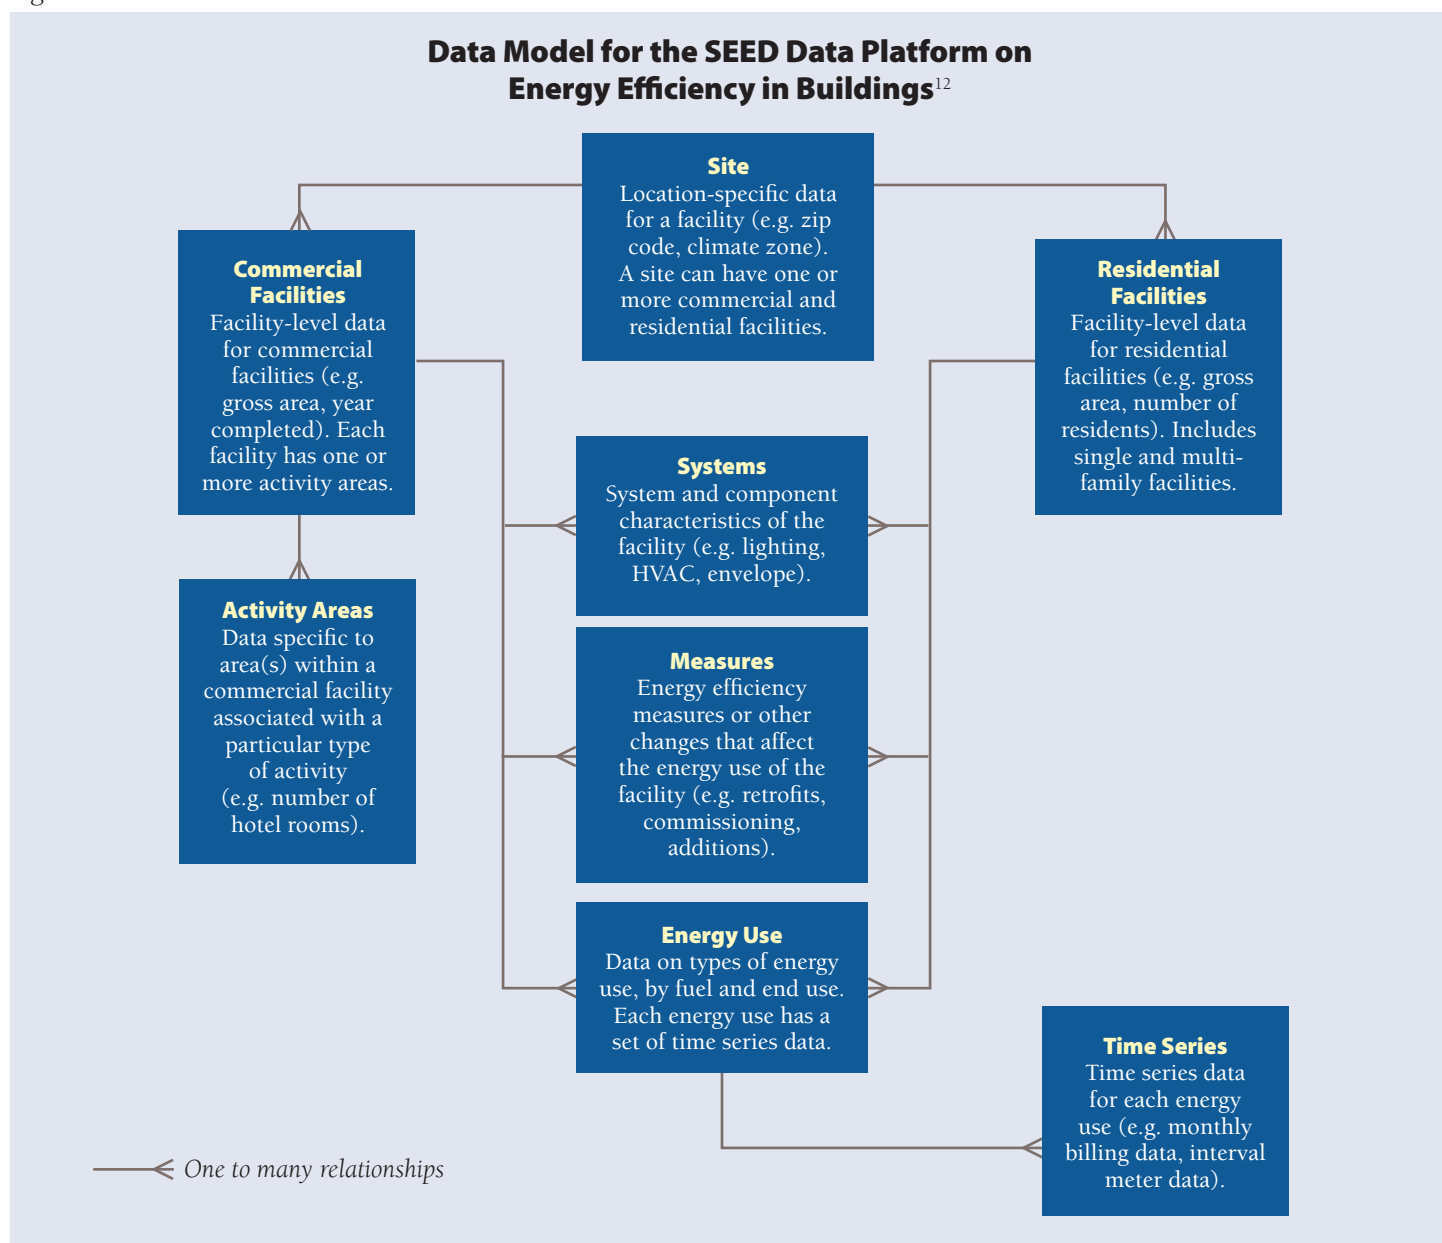 Data Model for the SEED Data Platform on
Energy Efficiency in Buildings12
Site
Location-specific data
for a facility (e.g. zip
code, climate zone).
A site can have one or
more commercial and
residential facilities.
Commercial
Facilities
Facility-level data
for commercial
facilities (e.g.
gross area, year
completed). Each
facility has one or
more activity areas.
Residential
Facilities
Facility-level data
for residential
facilities (e.g. gross
area, number of
residents). Includes
single and multi-
family facilities.
Systems
System and component
characteristics of the
facility (e.g. lighting,
HVAC, envelope).
Activity Areas
Data specific to
area(s) within a
commercial facility
associated with a
particular type
of activity
(e.g. number of
hotel rooms).
Measures
Energy efficiency
measures or other
changes that affect
the energy use of the
facility (e.g. retrofits,
commissioning,
additions).
Energy Use
Data on types of energy
use, by fuel and end use.
Each energy use has a
set of time series data.
Time Series
Time series data
for each energy
use (e.g. monthly
billing data, interval
meter data).
One to many relationships